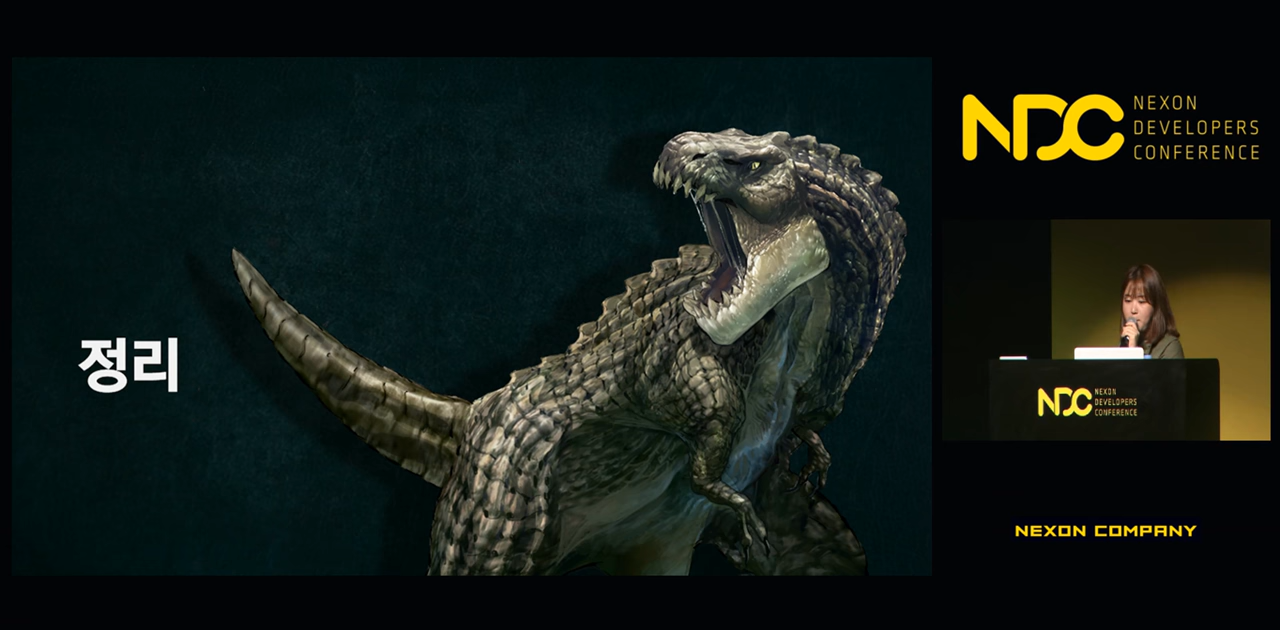 정리
NDC
NEXON
DEVELOPERS
CONFERENCE
NDC
NEXON
DEVELOPERS
CONFERENCE
NEXON COMPANY